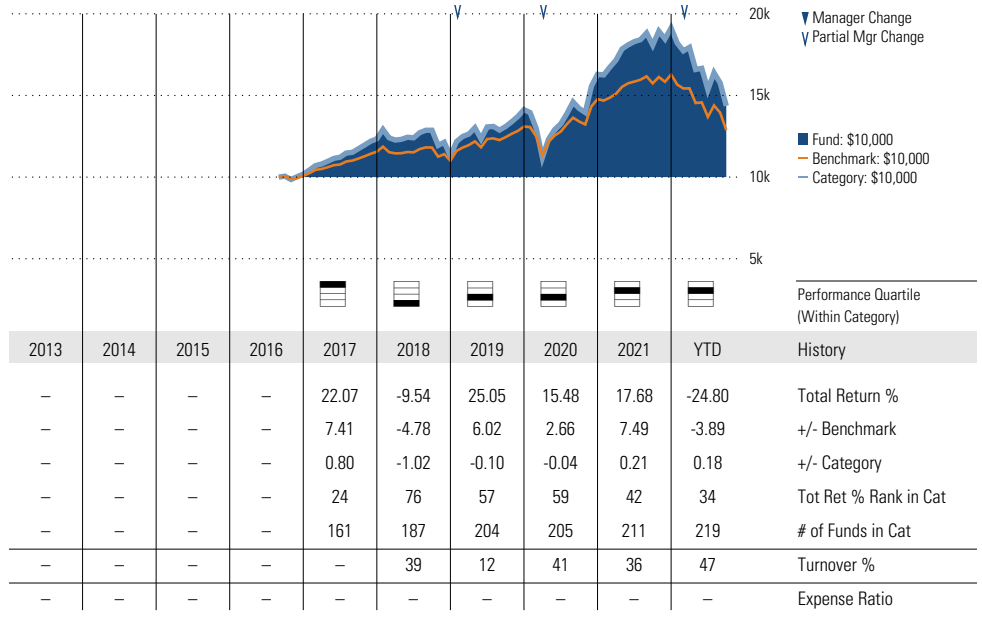 20k
15k
10k
5k
Manager Change
Partial Mgr Change
Fund: $10,000
Benchmark: $10,000
Category: $10,000
Performance Quartile
(Within Category)
2013 2014 2015 2016 2017 2018 2019 2020 2021 YTD History
– – – – 22.07 -9.54 25.05 15.48 17.68 -24.80 Total Return %
– – – – 7.41 -4.78 6.02 2.66 7.49 -3.89 +/- Benchmark
– – – – 0.80 -1.02 -0.10 -0.04 0.21 0.18 +/- Category
– – – – 24 76 57 59 42 34 Tot Ret % Rank in Cat
– – – – 161 187 204 205 211 219 # of Funds in Cat
– – – – – 39 12 41 36 47 Turnover %
– – – – – – – – – – Expense Ratio